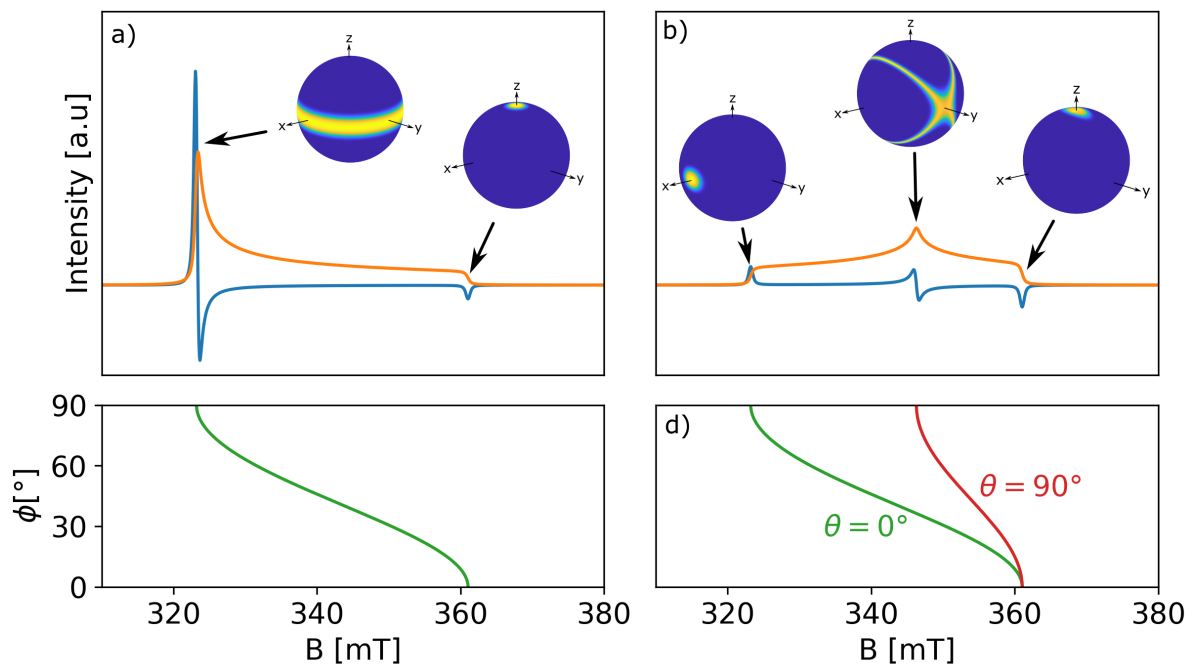 a)
z
x
y
z
x
y
Intensity [a.u]
b)
z
x
y
z
x
y
z
x
y
90
60
30
0
ϕ[°]
320
340
360
380
B [mT]
d)
θ = 90°
θ = 0°
320
340
360
380
B [mT]